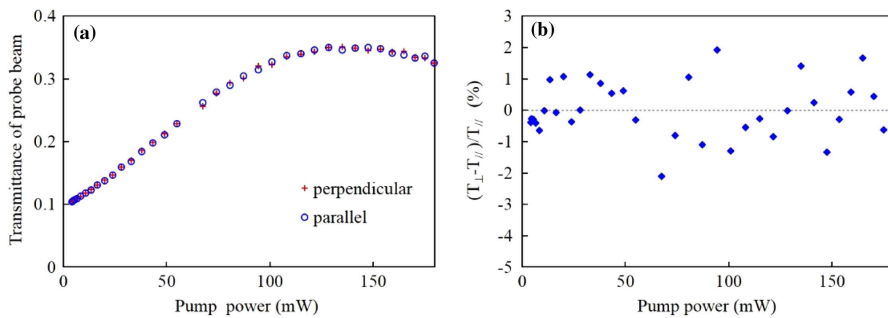 (a)
Transmittance of probe beam
0.4
0.3
0.2
0.1
0
perpendicular
parallel
0
50
100
150
Pump power (mW)
(b)
(T⊥-T//)/T// (%)
3
2
1
0
-1
-2
-3
-4
-5
0
50
100
150
Pump power (mW)